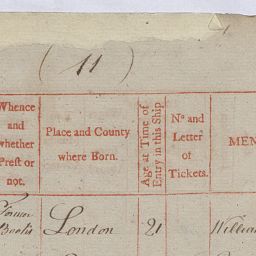 (11)
Whence
and
whether
Prest or
not.
Place and County
where Born.
Age at Time of
Entry in this Ship
Nº and
Letter
of
Tickets.
MEN
Former
Books
London
21
William